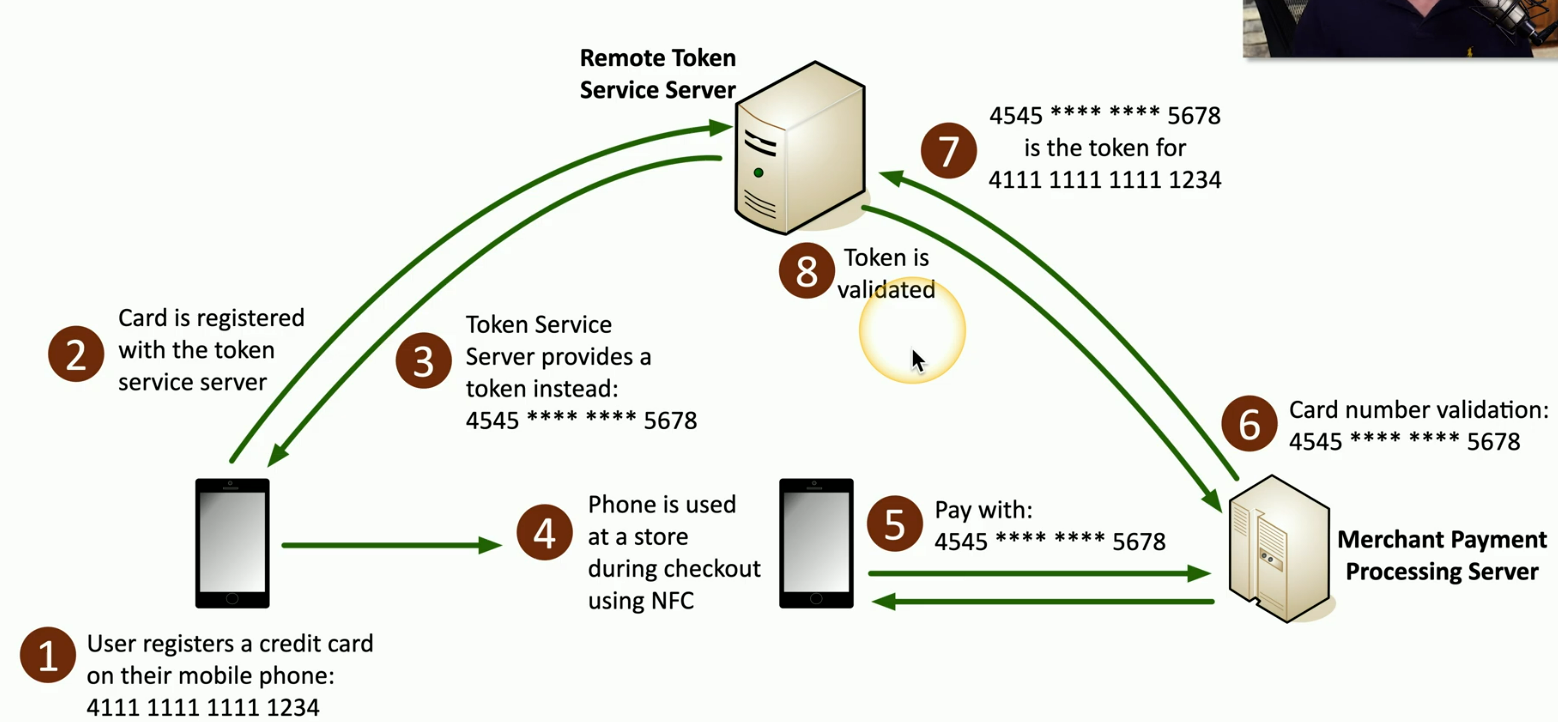 Remote Token
Service Server
7
4545 **** **** 5678
is the token for
4111 1111 1111 1234
8
Token is
validated
2
Card is registered
with the token
service server
3
Token Service
Server provides a
token instead:
4545 **** **** 5678
6
Card number validation:
4545 **** **** 5678
4
Phone is used
at a store
during checkout
using NFC
5
Pay with:
4545 **** **** 5678
Merchant Payment
Processing Server
1
User registers a credit card
on their mobile phone:
4111 1111 1111 1234